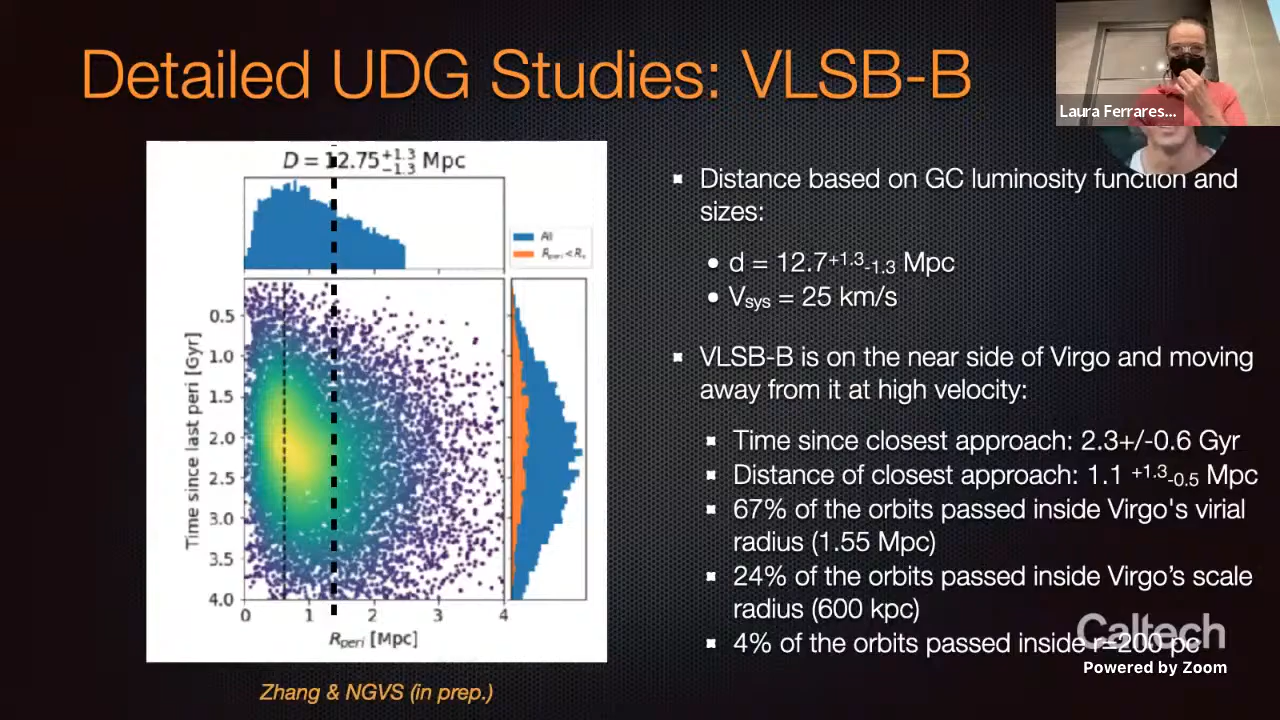 Detailed UDG Studies: VLSB-B
Laura Ferrares...
D = 12.75+1.3-1.3 Mpc
All
Rperi < Rs
Time since last peri [Gyr]
0.5
1.0
1.5
2.0
2.5
3.0
3.5
4.0
0 1 2 3 4
Rperi [Mpc]
Zhang & NGVS (in prep.)
▪ Distance based on GC luminosity function and
sizes:
• d = 12.7+1.3-1.3 Mpc
• Vsys = 25 km/s
▪ VLSB-B is on the near side of Virgo and moving
away from it at high velocity:
▪ Time since closest approach: 2.3+/-0.6 Gyr
▪ Distance of closest approach: 1.1 +1.3-0.5 Mpc
▪ 67% of the orbits passed inside Virgo's virial
radius (1.55 Mpc)
▪ 24% of the orbits passed inside Virgo’s scale
radius (600 kpc)
▪ 4% of the orbits passed inside r=200 pc
Caltech
Powered by Zoom